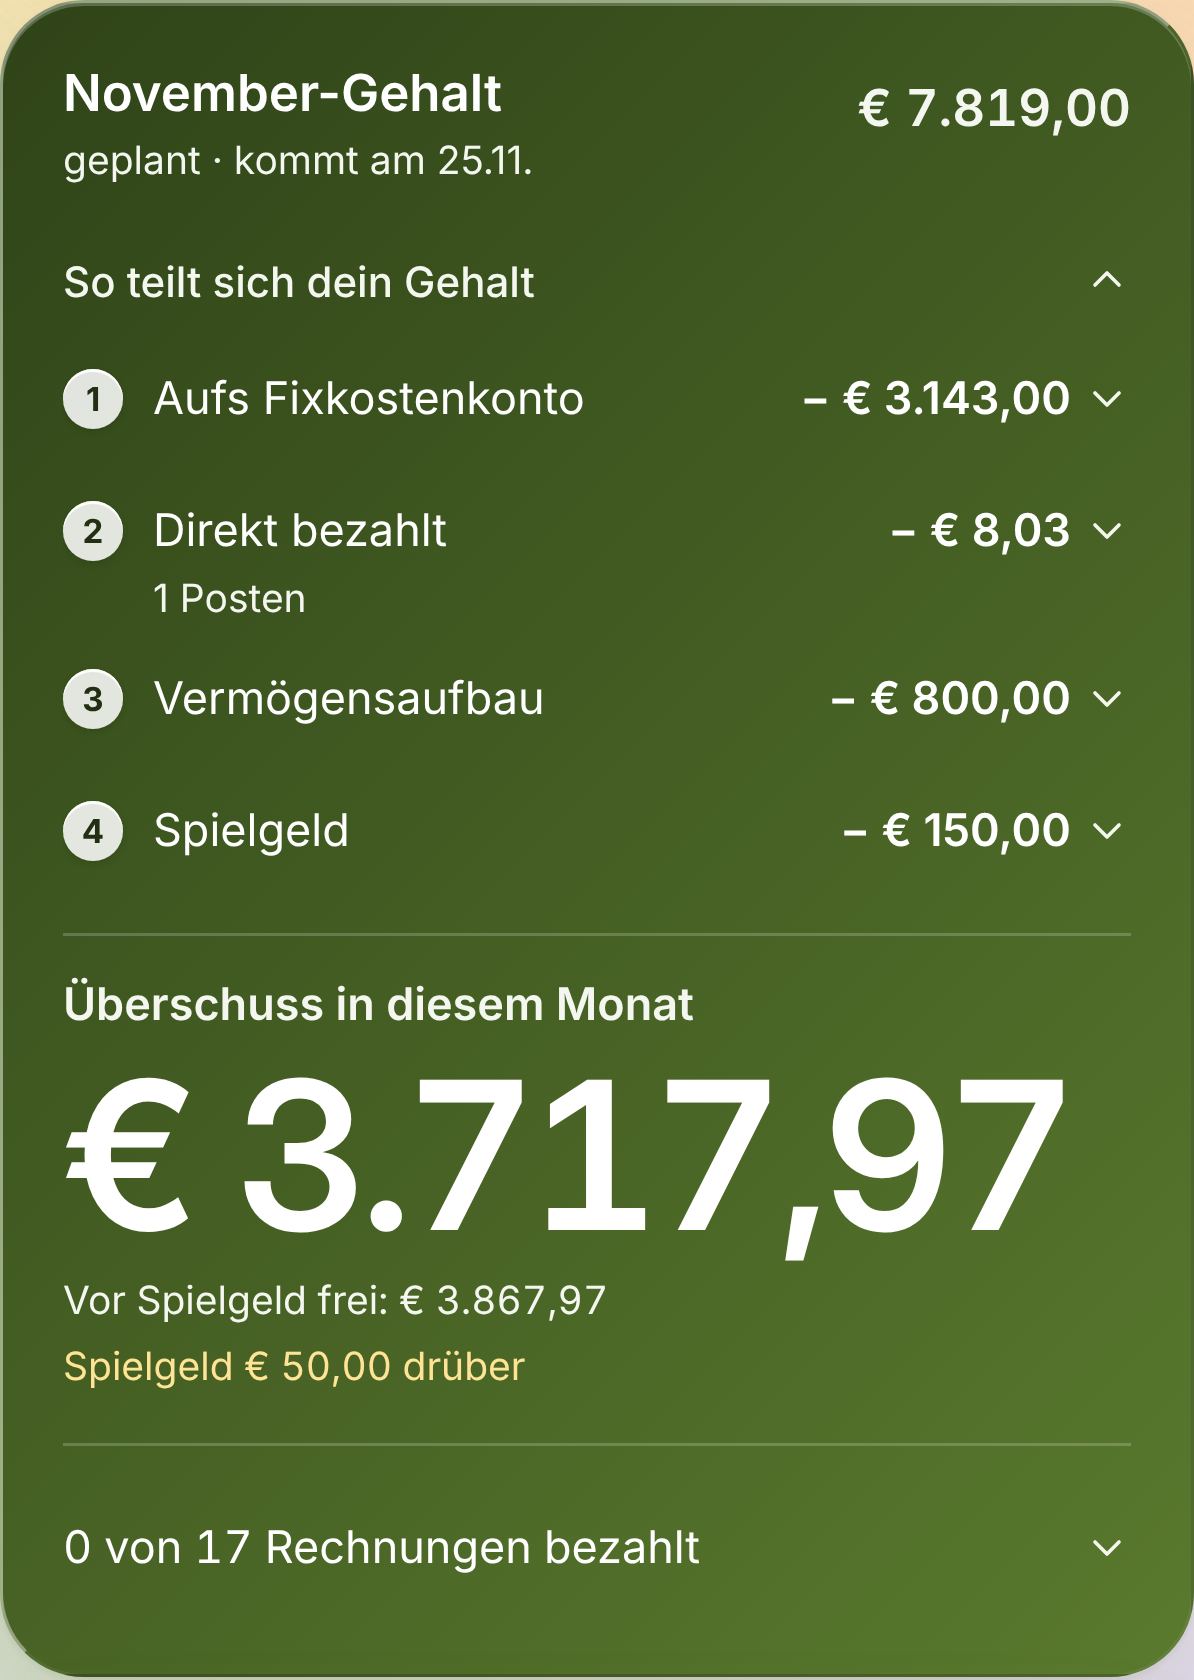 November-Gehalt
€ 7.819,00
geplant · kommt am 25.11.
So teilt sich dein Gehalt
1 Aufs Fixkostenkonto – € 3.143,00
2 Direkt bezahlt – € 8,03
1 Posten
3 Vermögensaufbau – € 800,00
4 Spielgeld – € 150,00
Überschuss in diesem Monat
€ 3.717,97
Vor Spielgeld frei: € 3.867,97
Spielgeld € 50,00 drüber
0 von 17 Rechnungen bezahlt